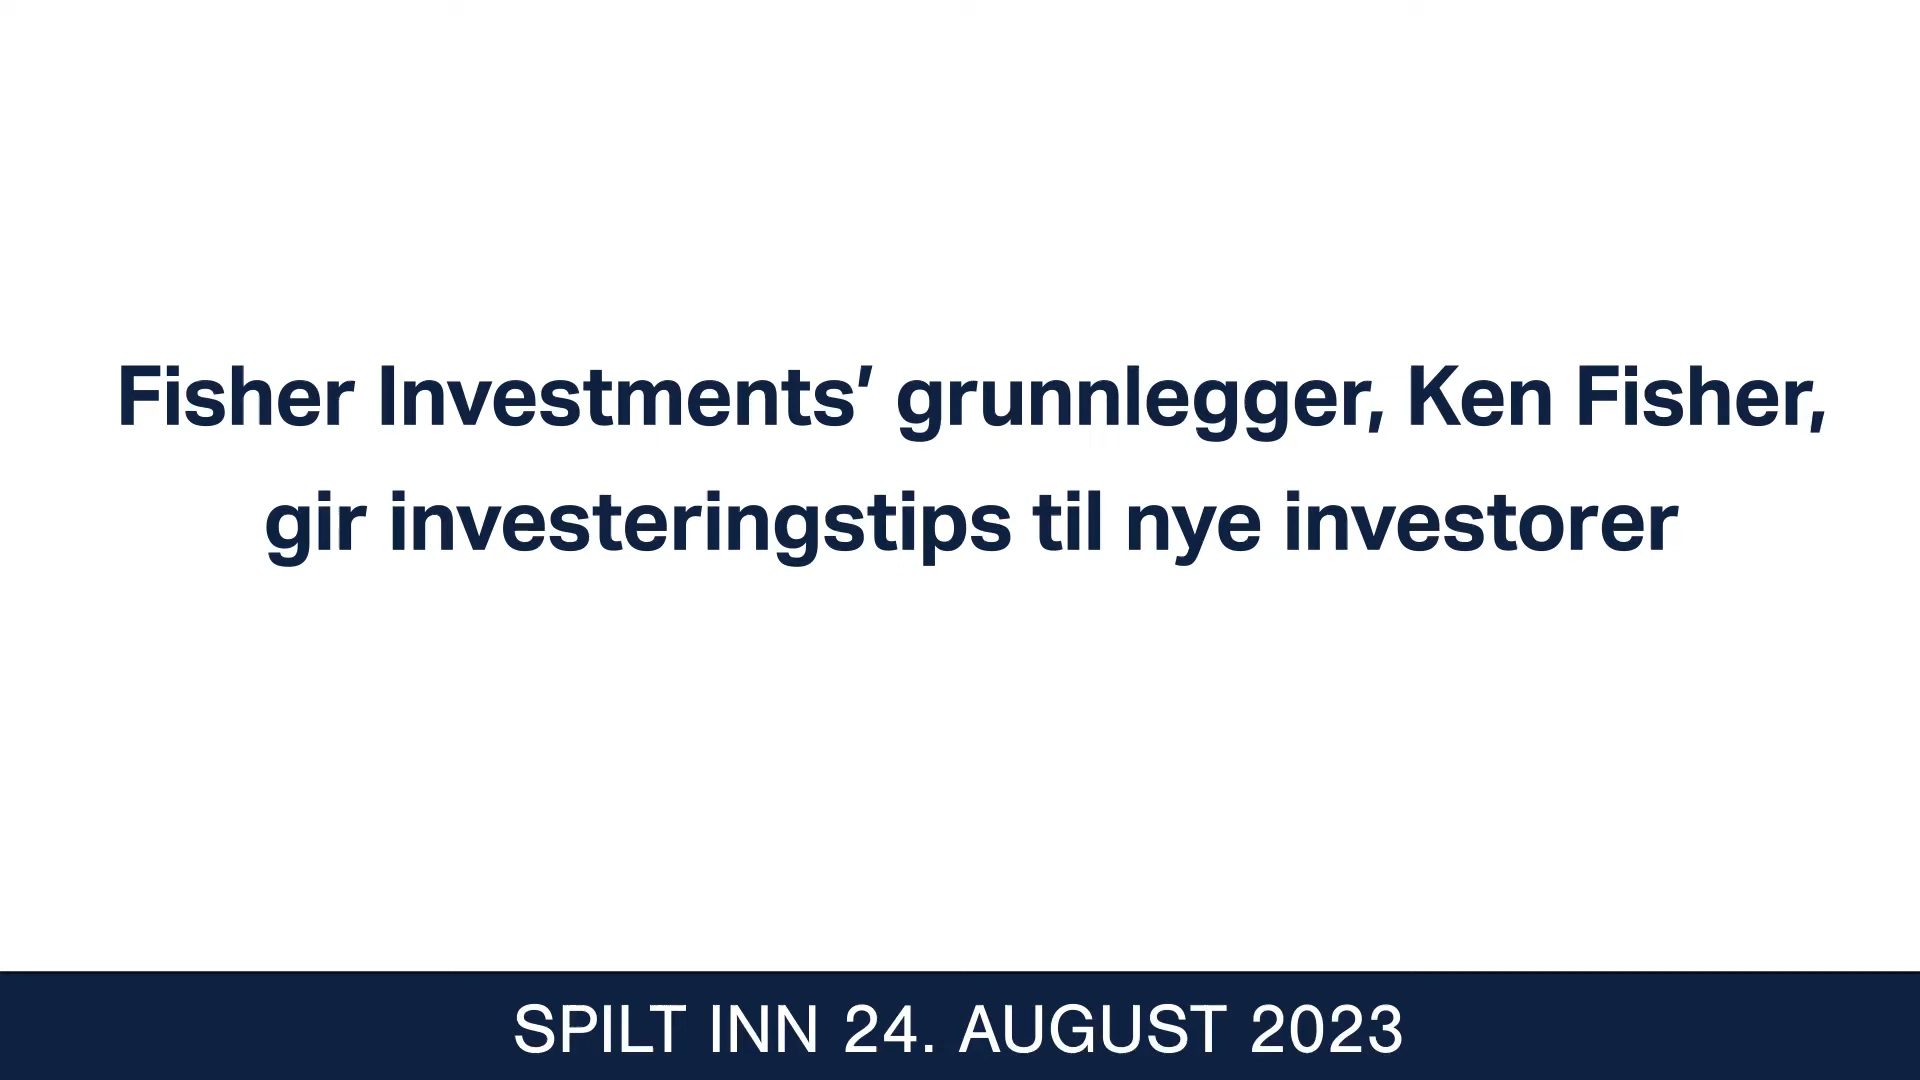 Fisher Investments’ grunnlegger, Ken Fisher,
gir investeringstips til nye investorer
SPILT INN 24. AUGUST 2023